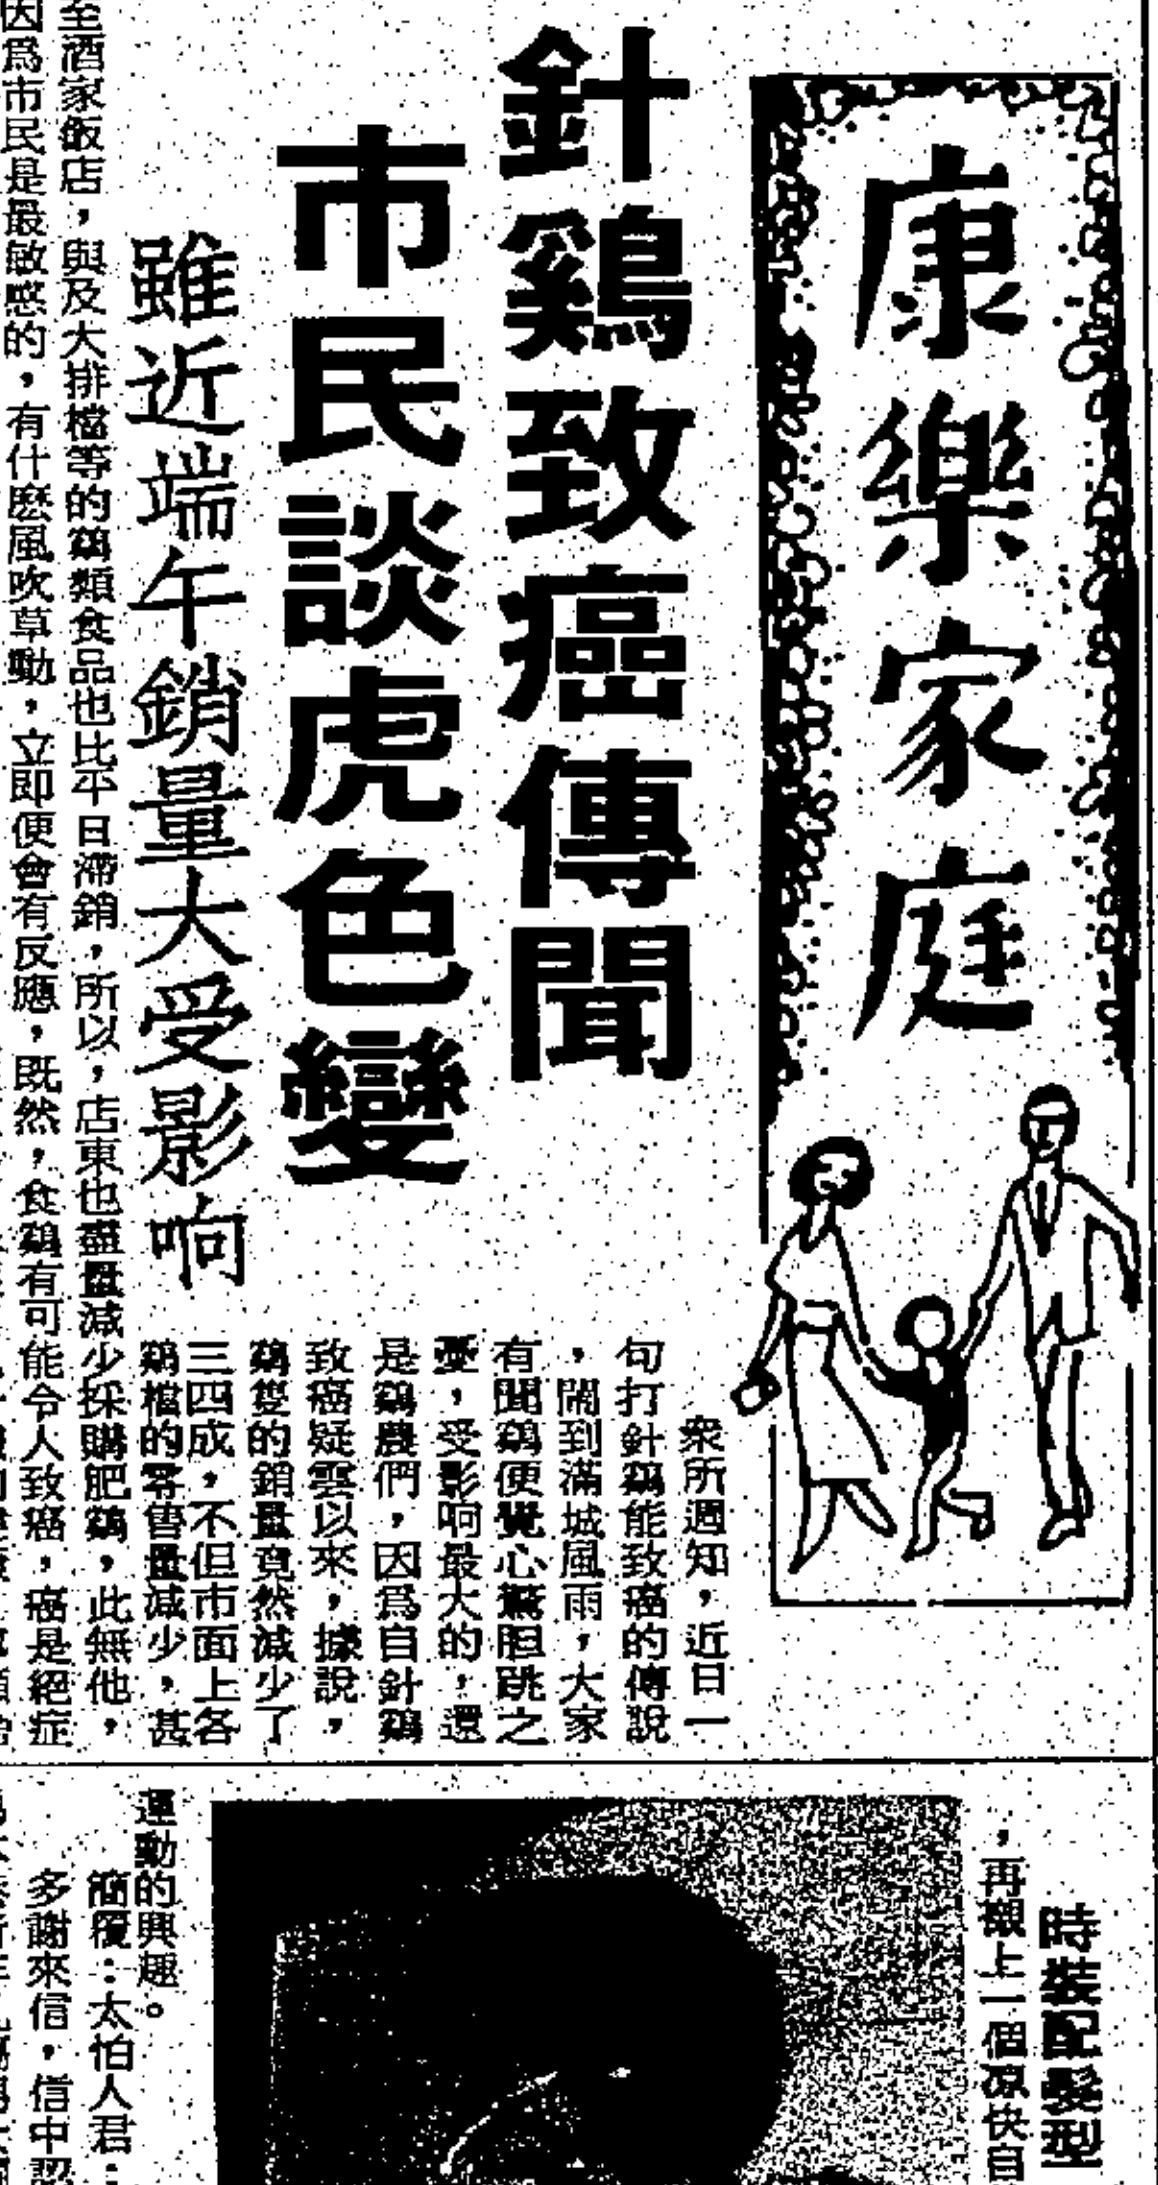 康樂家庭
針鷄致癌傳聞
市民談虎色變
雖近端午銷量大受影响
衆所週知，近日一
句打針鷄能致癌的傳說
，鬧到滿城風雨，大家
有聞鷄便覺心驚胆跳之
憂，受影响最大的，還
是鷄農們，因爲自針鷄
致癌疑雲以來，據說，
鷄隻的銷量竟然減少了
三四成，不但市面上各
鷄檔的零售量減少，甚
至酒家飯店，與及大排檔等的鷄類食品也比平日滯銷，所以，店東也盡量減少採購肥鷄，此無他，
因爲市民是最敏感的，有什麽風吹草動，立即便會有反應，既然，食鷄有可能令人致癌，癌是絕症
時裝配髮型
，再襯上一個凉快自
運動的興趣。
簡覆：太怕人君：
多謝來信，信中認